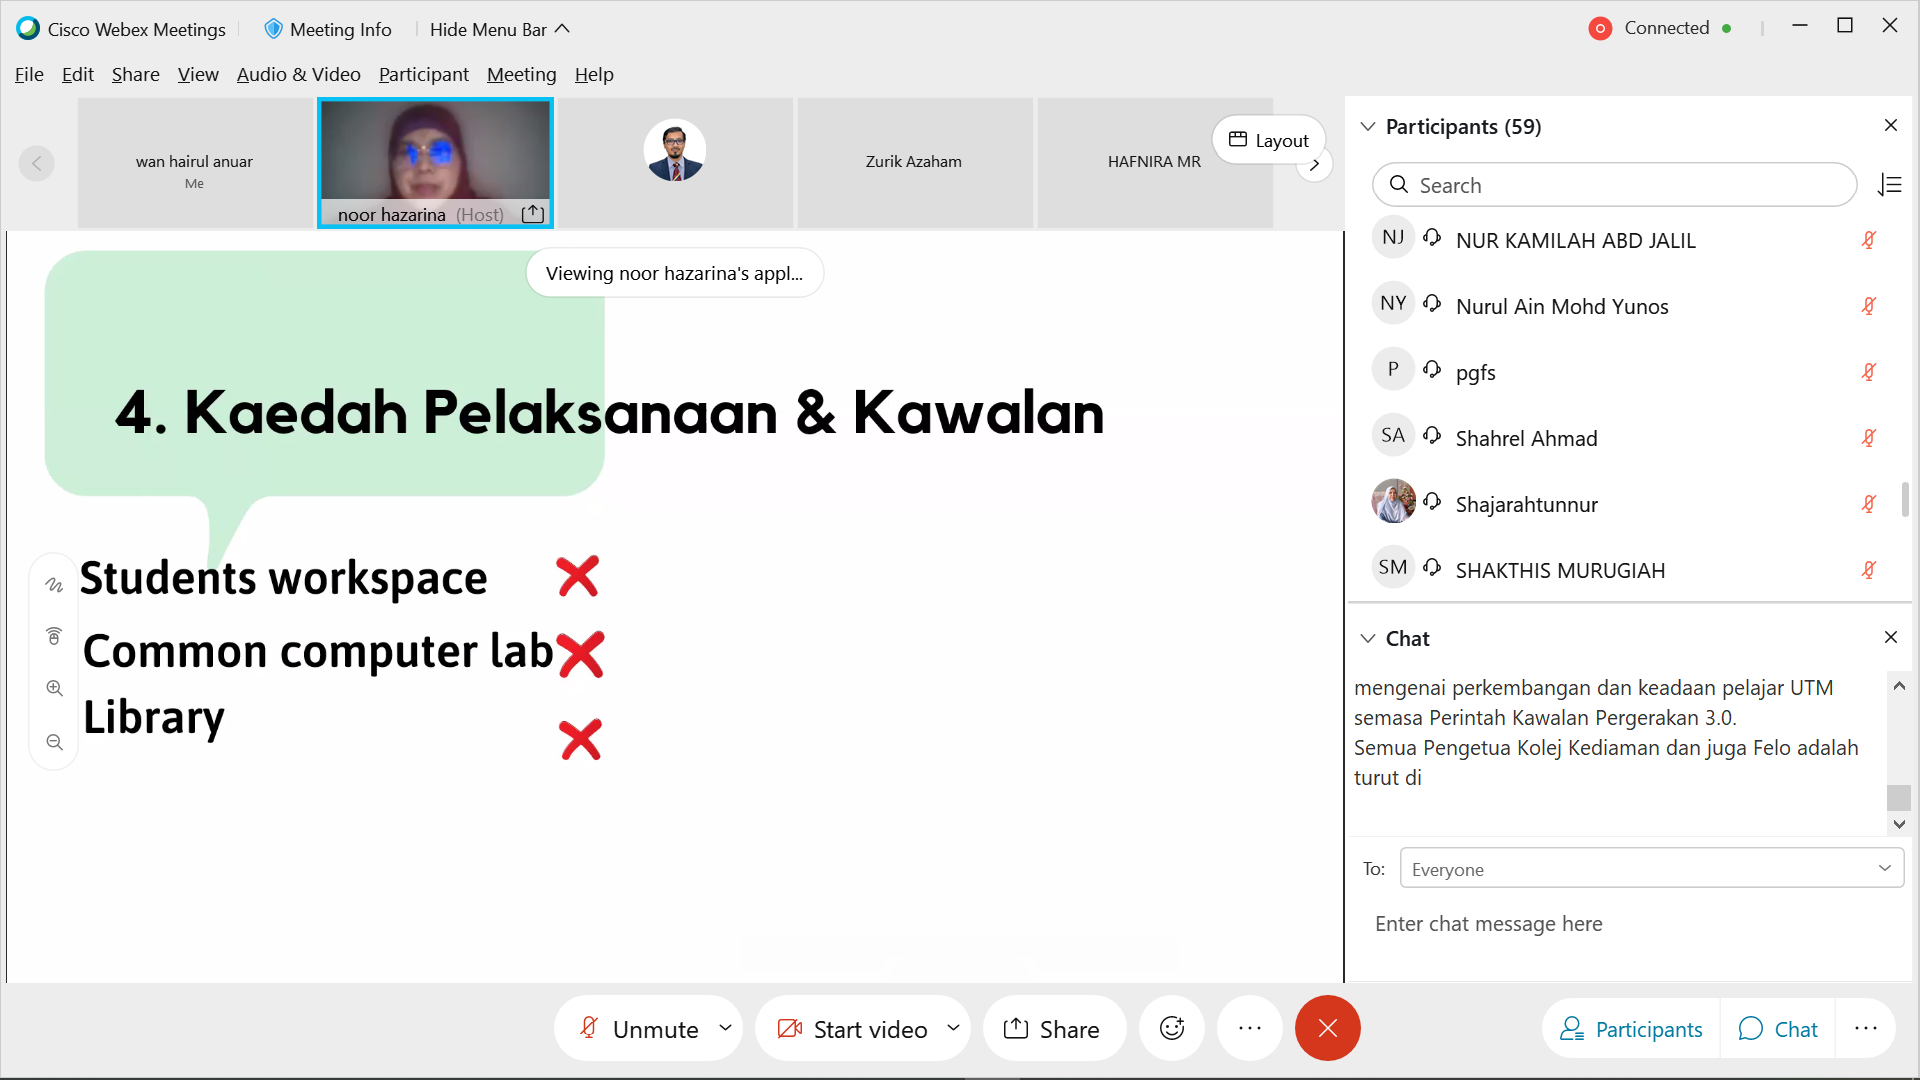 Cisco Webex Meetings
Meeting Info
Hide Menu Bar
Connected
File Edit Share View Audio & Video Participant Meeting Help
wan hairul anuar
Me
noor hazarina (Host)
Zurik Azaham
HAFNIRA MR
Layout
Viewing noor hazarina's appl...
4. Kaedah Pelaksanaan & Kawalan
Students workspace
Common computer lab
Library
Participants (59)
Search
NJ NUR KAMILAH ABD JALIL
NY Nurul Ain Mohd Yunos
P pgfs
SA Shahrel Ahmad
Shajarahtunnur
SM SHAKTHIS MURUGIAH
Chat
mengenai perkembangan dan keadaan pelajar UTM
semasa Perintah Kawalan Pergerakan 3.0.
Semua Pengetua Kolej Kediaman dan juga Felo adalah
turut di
To: Everyone
Enter chat message here
Unmute
Start video
Share
Participants
Chat